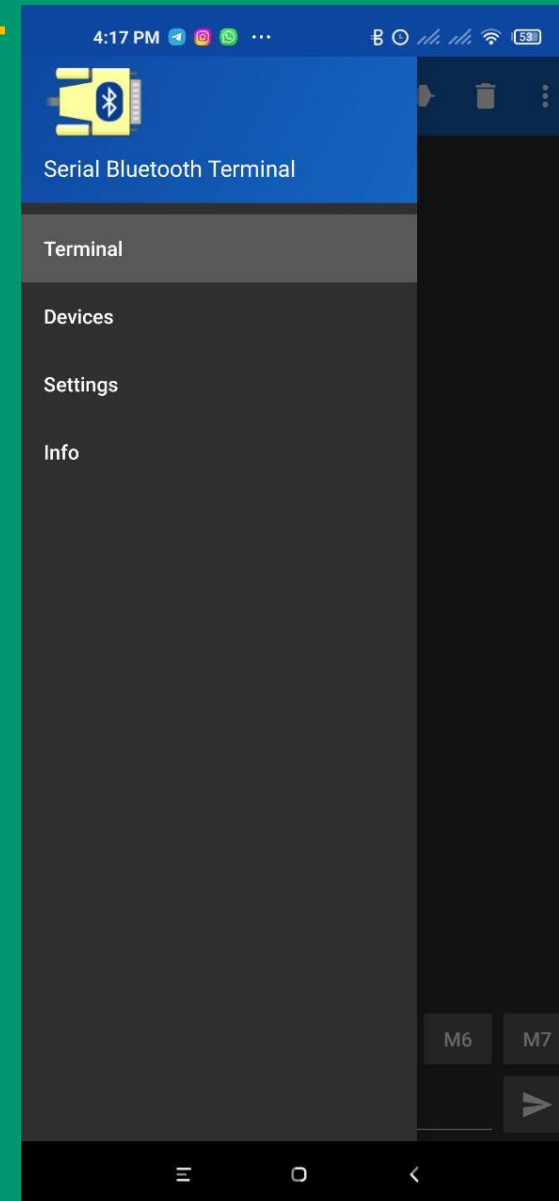 4:17 PM ... 53
Serial Bluetooth Terminal
Terminal
Devices
Settings
Info
M6 M7